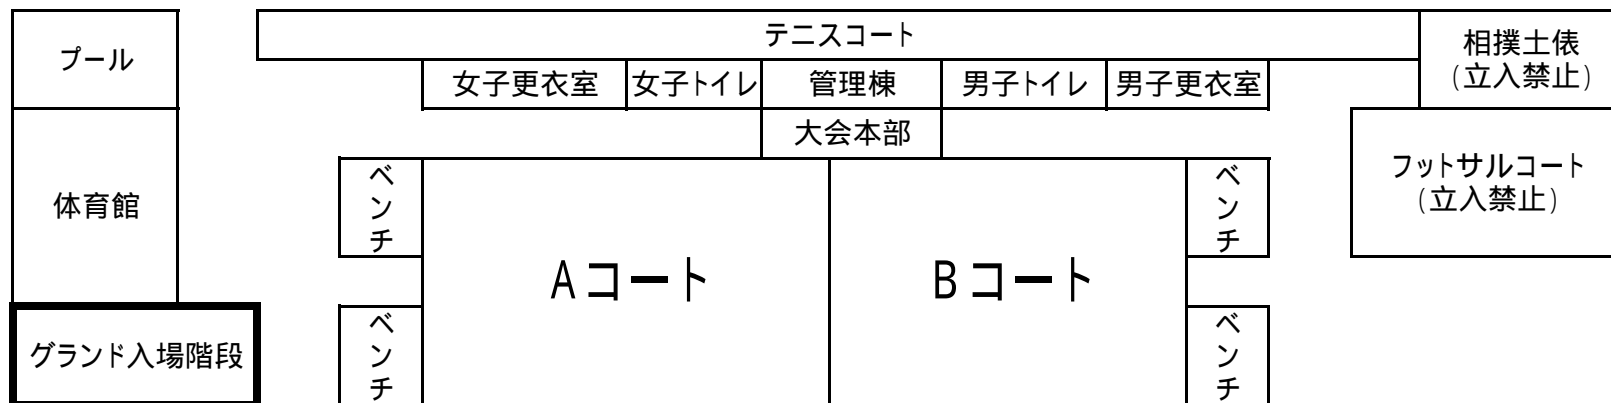 プール
テニスコート
相撲土俵
(立入禁止)
女子更衣室
女子トイレ
管理棟
男子トイレ
男子更衣室
大会本部
体育館
ベンチ
ベンチ
フットサルコート
(立入禁止)
Aコート
Bコート
グランド入場階段
ベンチ
ベンチ